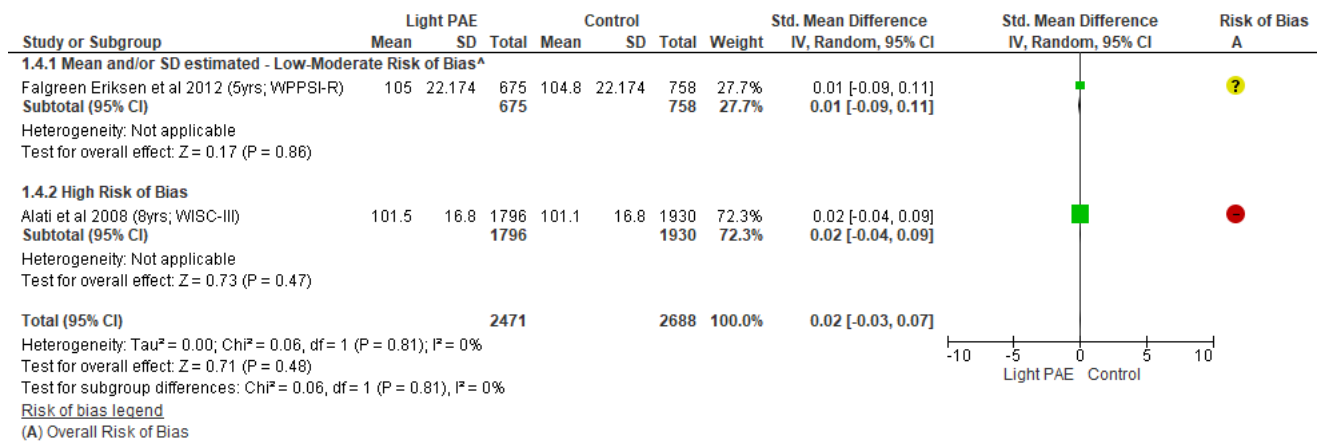 Light PAE Control Std. Mean Difference Std. Mean Difference Risk of Bias
Study or Subgroup Mean SD Total Mean SD Total Weight IV, Random, 95% CI IV, Random, 95% CI A
1.4.1 Mean and/or SD estimated - Low-Moderate Risk of Bias^
Falgreen Eriksen et al 2012 (5yrs; WPPSI-R) 105 22.174 675 104.8 22.174 758 27.7% 0.01 [-0.09, 0.11] ?
Subtotal (95% CI) 675 758 27.7% 0.01 [-0.09, 0.11]
Heterogeneity: Not applicable
Test for overall effect: Z = 0.17 (P = 0.86)
1.4.2 High Risk of Bias
Alati et al 2008 (8yrs; WISC-III) 101.5 16.8 1796 101.1 16.8 1930 72.3% 0.02 [-0.04, 0.09] -
Subtotal (95% CI) 1796 1930 72.3% 0.02 [-0.04, 0.09]
Heterogeneity: Not applicable
Test for overall effect: Z = 0.73 (P = 0.47)
Total (95% CI) 2471 2688 100.0% 0.02 [-0.03, 0.07]
Heterogeneity: Tau² = 0.00; Chi² = 0.06, df = 1 (P = 0.81); I² = 0%
Test for overall effect: Z = 0.71 (P = 0.48)
Test for subgroup differences: Chi² = 0.06, df = 1 (P = 0.81), I² = 0%
-10 -5 0 5 10
Light PAE Control
Risk of bias legend
(A) Overall Risk of Bias